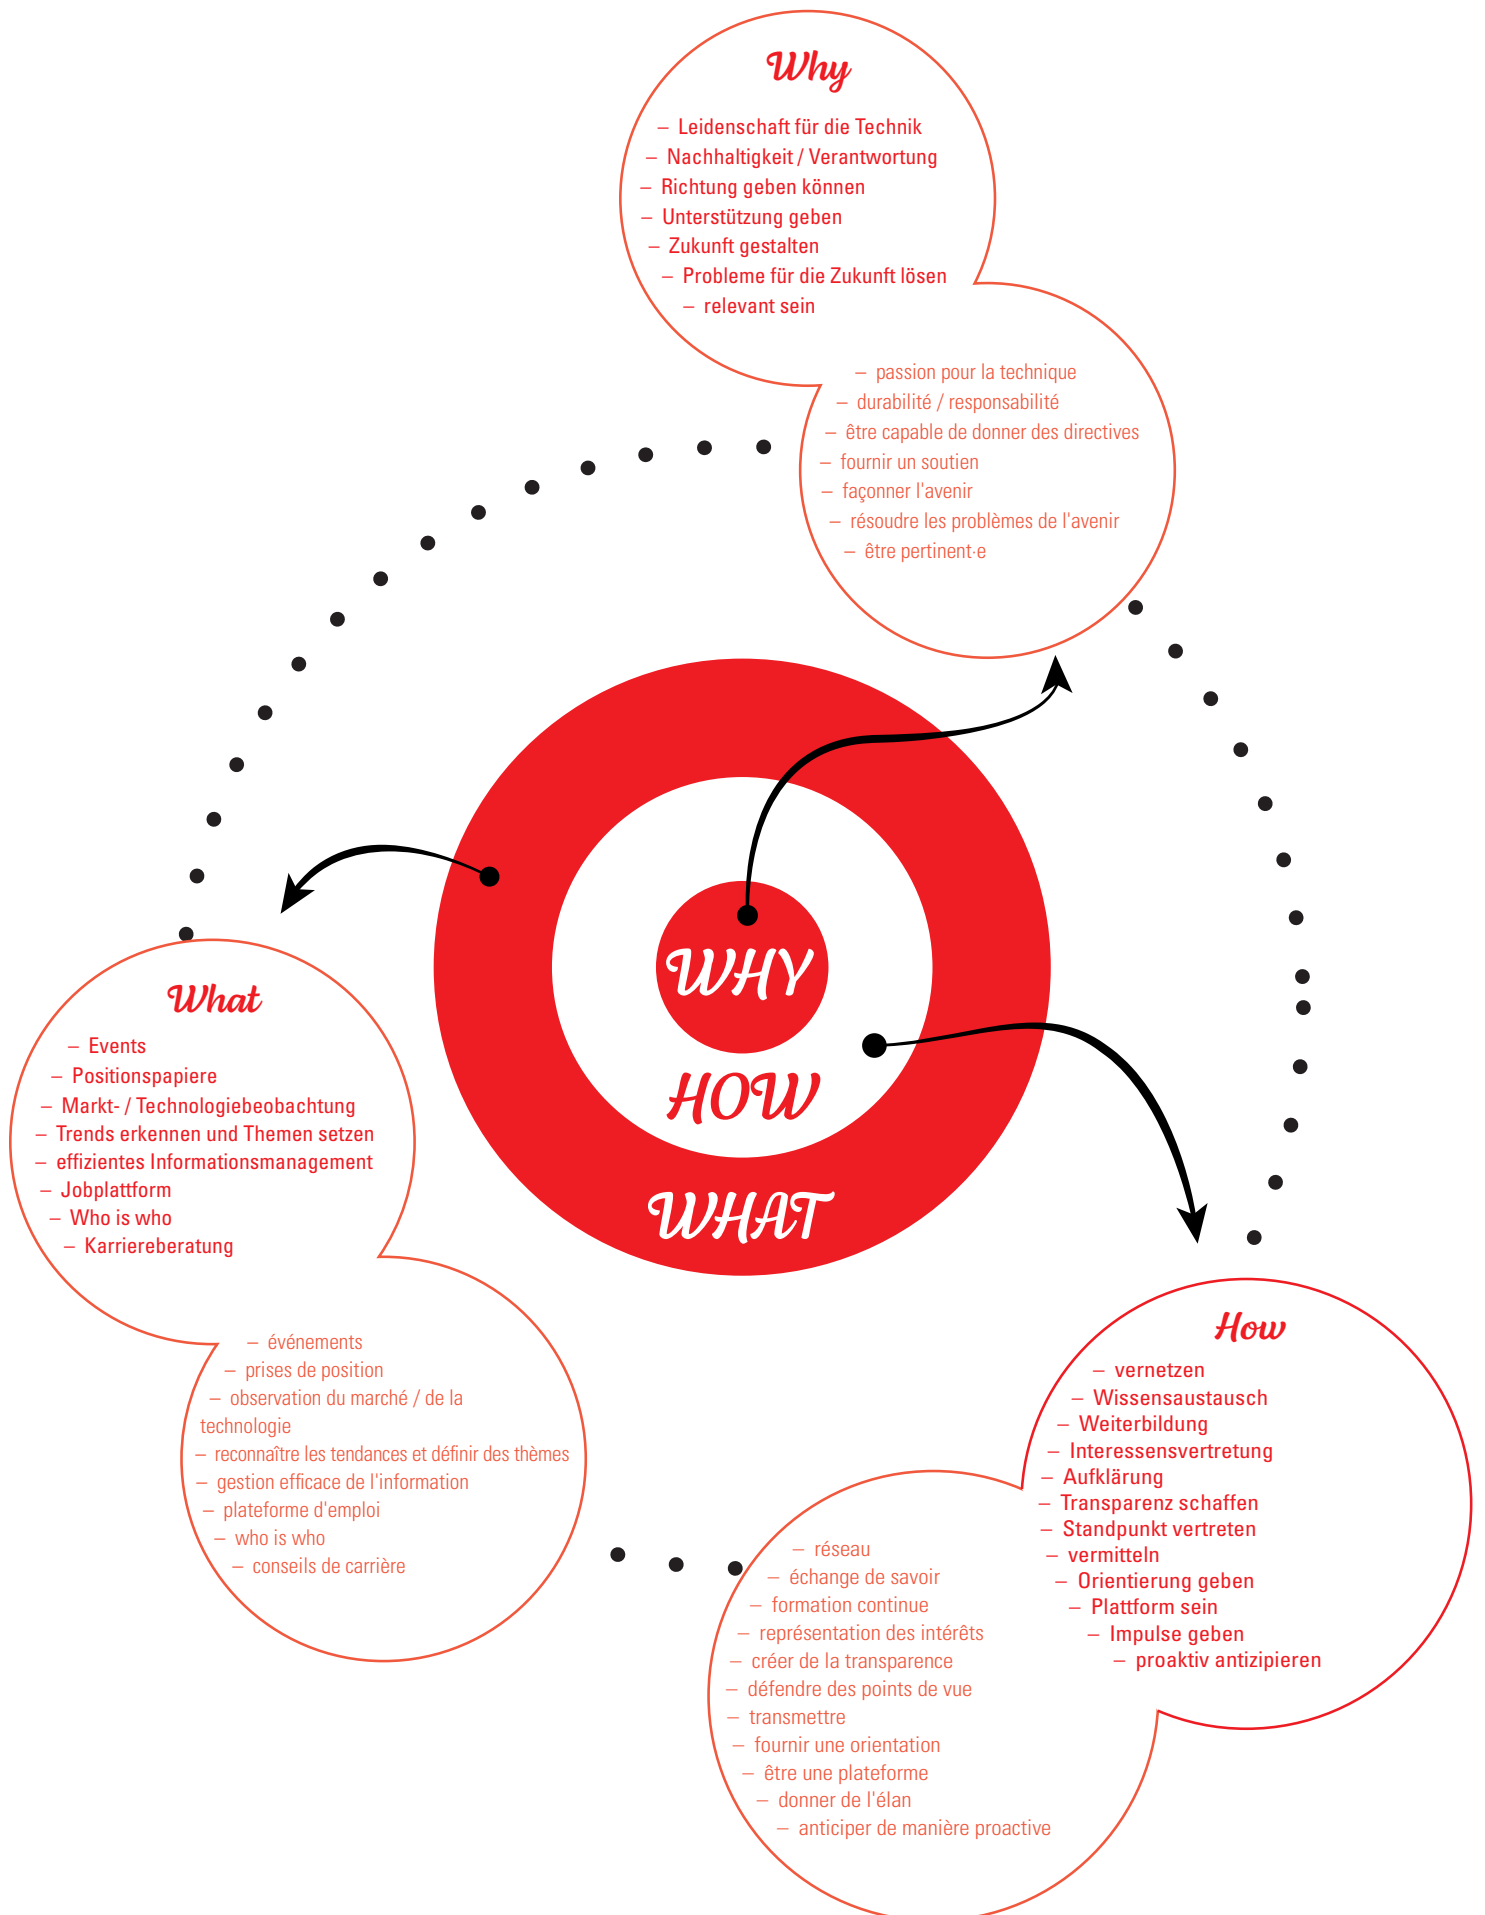 Why
– Leidenschaft für die Technik
– Nachhaltigkeit / Verantwortung
– Richtung geben können
– Unterstützung geben
– Zukunft gestalten
– Probleme für die Zukunft lösen
– relevant sein
– passion pour la technique
– durabilité / responsabilité
– être capable de donner des directives
– fournir un soutien
– façonner l'avenir
– résoudre les problèmes de l'avenir
– être pertinent·e
WHY
HOW
WHAT
What
– Events
– Positionspapiere
– Markt- / Technologiebeobachtung
– Trends erkennen und Themen setzen
– effizientes Informationsmanagement
– Jobplattform
– Who is who
– Karriereberatung
– événements
– prises de position
– observation du marché / de la
technologie
– reconnaître les tendances et définir des thèmes
– gestion efficace de l'information
– plateforme d'emploi
– who is who
– conseils de carrière
How
– vernetzen
– Wissensaustausch
– Weiterbildung
– Interessensvertretung
– Aufklärung
– Transparenz schaffen
– Standpunkt vertreten
– vermitteln
– Orientierung geben
– Plattform sein
– Impulse geben
– proaktiv antizipieren
– réseau
– échange de savoir
– formation continue
– représentation des intérêts
– créer de la transparence
– défendre des points de vue
– transmettre
– fournir une orientation
– être une plateforme
– donner de l'élan
– anticiper de manière proactive